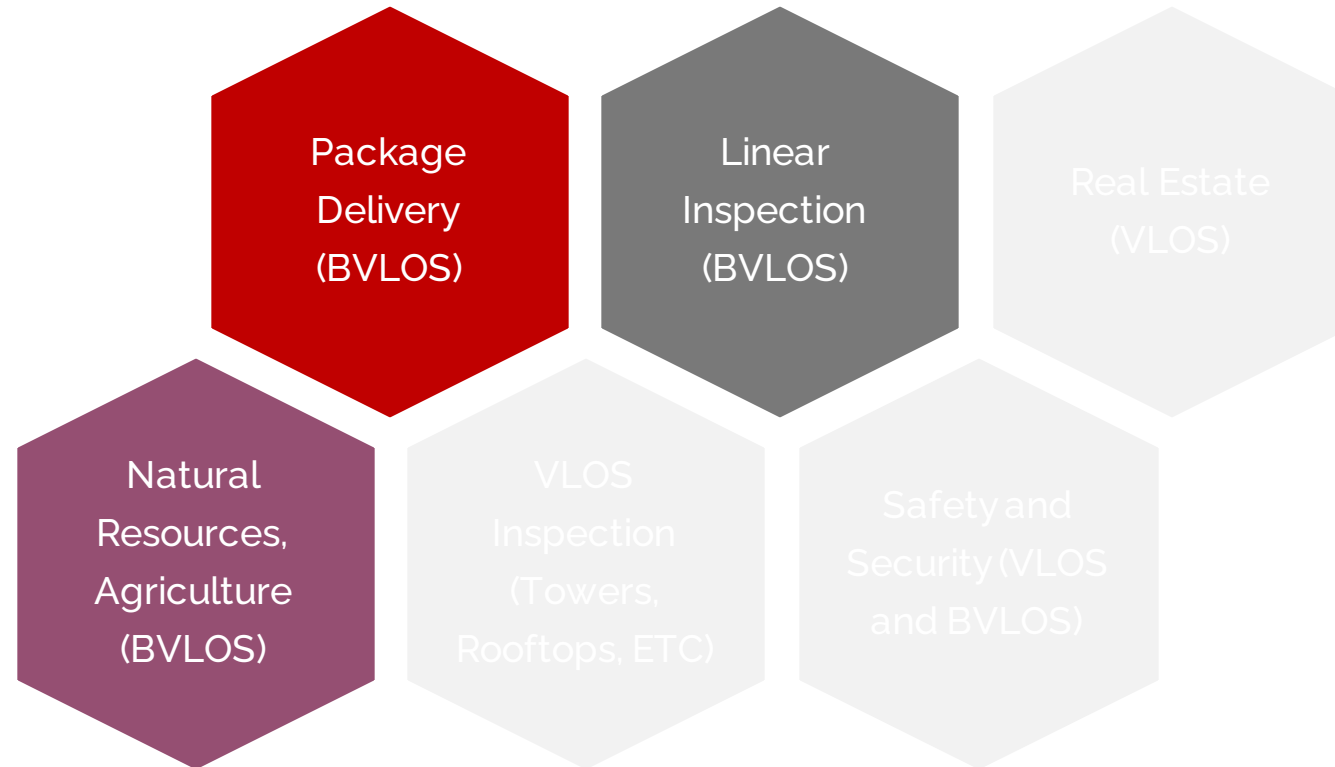 Package
Delivery
(BVLOS)
Linear
Inspection
(BVLOS)
Real Estate
(VLOS)
Natural
Resources,
Agriculture
(BVLOS)
VLOS
Inspection
(Towers,
Rooftops, ETC)
Safety and
Security (VLOS
and BVLOS)